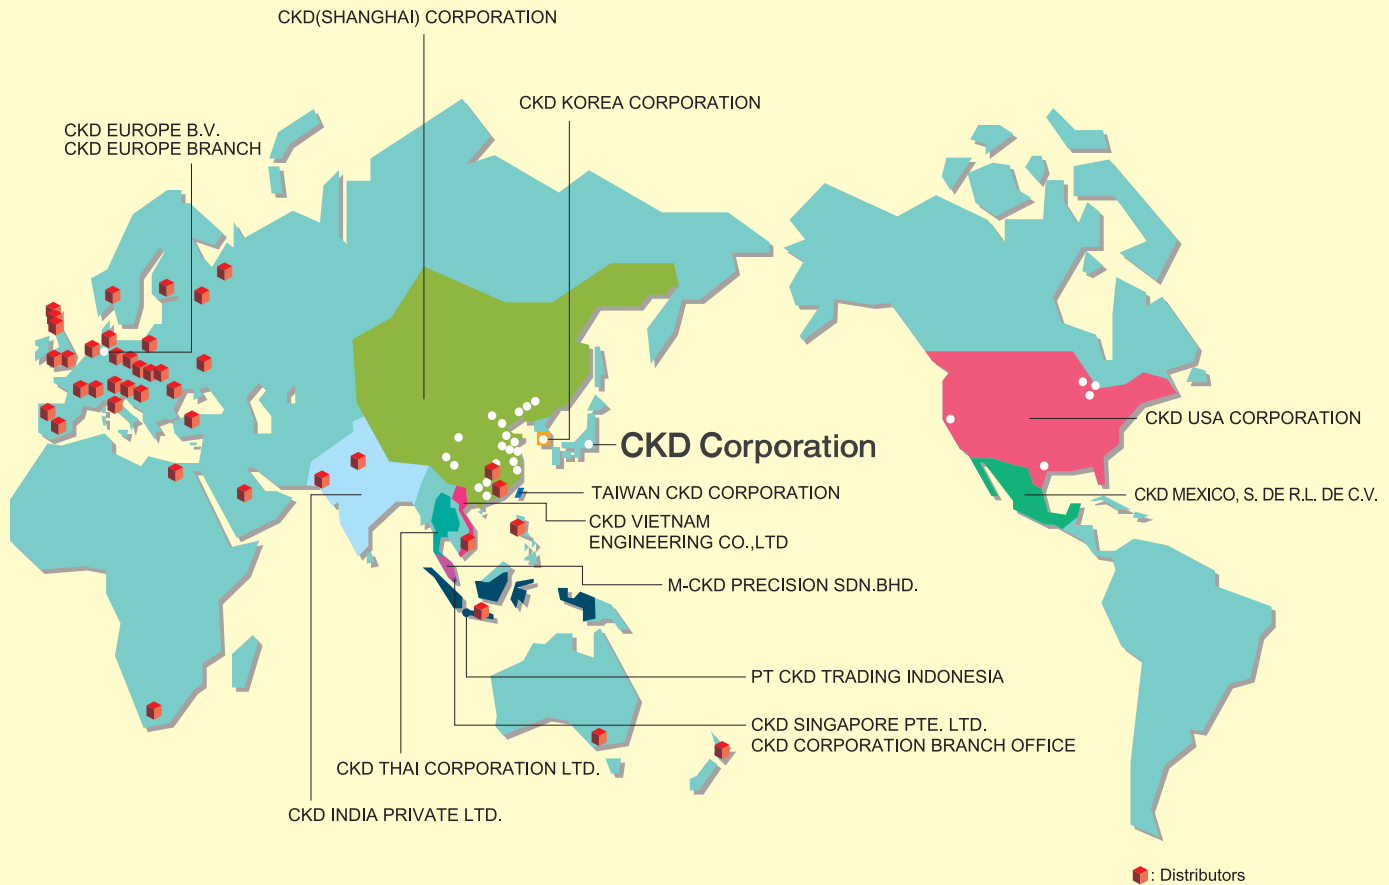 CKD(SHANGHAI) CORPORATION
CKD KOREA CORPORATION
CKD EUROPE B.V.
CKD EUROPE BRANCH
CKD USA CORPORATION
CKD Corporation
TAIWAN CKD CORPORATION
CKD MEXICO, S. DE R.L. DE C.V.
CKD VIETNAM
ENGINEERING CO.,LTD
M-CKD PRECISION SDN.BHD.
PT CKD TRADING INDONESIA
CKD SINGAPORE PTE. LTD.
CKD CORPORATION BRANCH OFFICE
CKD THAI CORPORATION LTD.
CKD INDIA PRIVATE LTD.
: Distributors